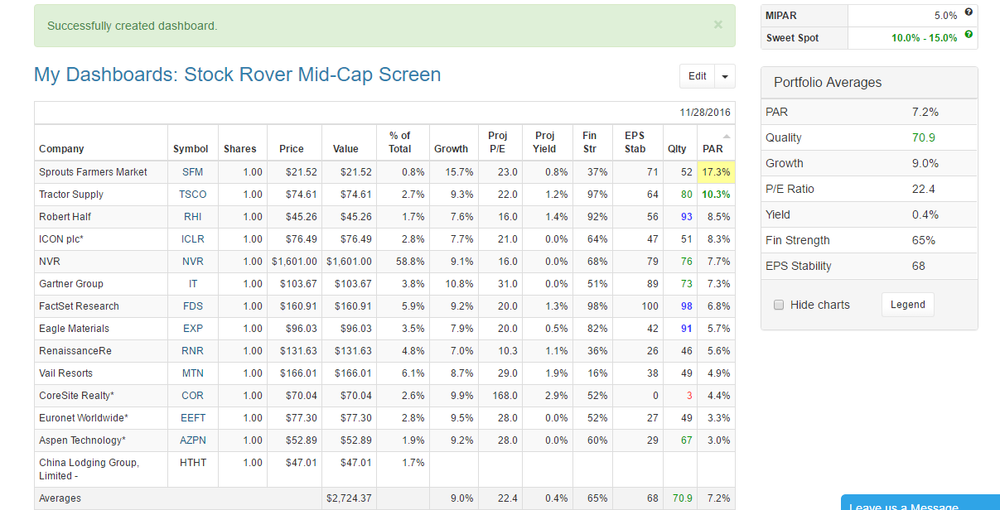 Successfully created dashboard.
×
MIPAR 5.0% ?
Sweet Spot 10.0% - 15.0% ?
My Dashboards: Stock Rover Mid-Cap Screen
Edit
11/28/2016
Company Symbol Shares Price Value % of Total Growth Proj P/E Proj Yield Fin Str EPS Stab Qlty PAR
Sprouts Farmers Market SFM 1.00 $21.52 $21.52 0.8% 15.7% 23.0 0.8% 37% 71 52 17.3%
Tractor Supply TSCO 1.00 $74.61 $74.61 2.7% 9.3% 22.0 1.2% 97% 64 80 10.3%
Robert Half RHI 1.00 $45.26 $45.26 1.7% 7.6% 16.0 1.4% 92% 56 93 8.5%
ICON plc* ICLR 1.00 $76.49 $76.49 2.8% 7.7% 21.0 0.0% 64% 47 51 8.3%
NVR NVR 1.00 $1,601.00 $1,601.00 58.8% 9.1% 16.0 0.0% 68% 79 76 7.7%
Gartner Group IT 1.00 $103.67 $103.67 3.8% 10.8% 31.0 0.0% 51% 89 73 7.3%
FactSet Research FDS 1.00 $160.91 $160.91 5.9% 9.2% 20.0 1.3% 98% 100 98 6.8%
Eagle Materials EXP 1.00 $96.03 $96.03 3.5% 7.9% 20.0 0.5% 82% 42 91 5.7%
RenaissanceRe RNR 1.00 $131.63 $131.63 4.8% 7.0% 10.3 1.1% 36% 26 46 5.6%
Vail Resorts MTN 1.00 $166.01 $166.01 6.1% 8.7% 29.0 1.9% 16% 38 49 4.9%
CoreSite Realty* COR 1.00 $70.04 $70.04 2.6% 9.9% 168.0 2.9% 52% 0 3 4.4%
Euronet Worldwide* EEFT 1.00 $77.30 $77.30 2.8% 9.5% 28.0 0.0% 52% 27 49 3.3%
Aspen Technology* AZPN 1.00 $52.89 $52.89 1.9% 9.2% 28.0 0.0% 60% 29 67 3.0%
China Lodging Group, HTHT 1.00 $47.01 $47.01 1.7%
Limited -
Averages $2,724.37 9.0% 22.4 0.4% 65% 68 70.9 7.2%
Portfolio Averages
PAR 7.2%
Quality 70.9
Growth 9.0%
P/E Ratio 22.4
Yield 0.4%
Fin Strength 65%
EPS Stability 68
Hide charts Legend
Leave us a Message